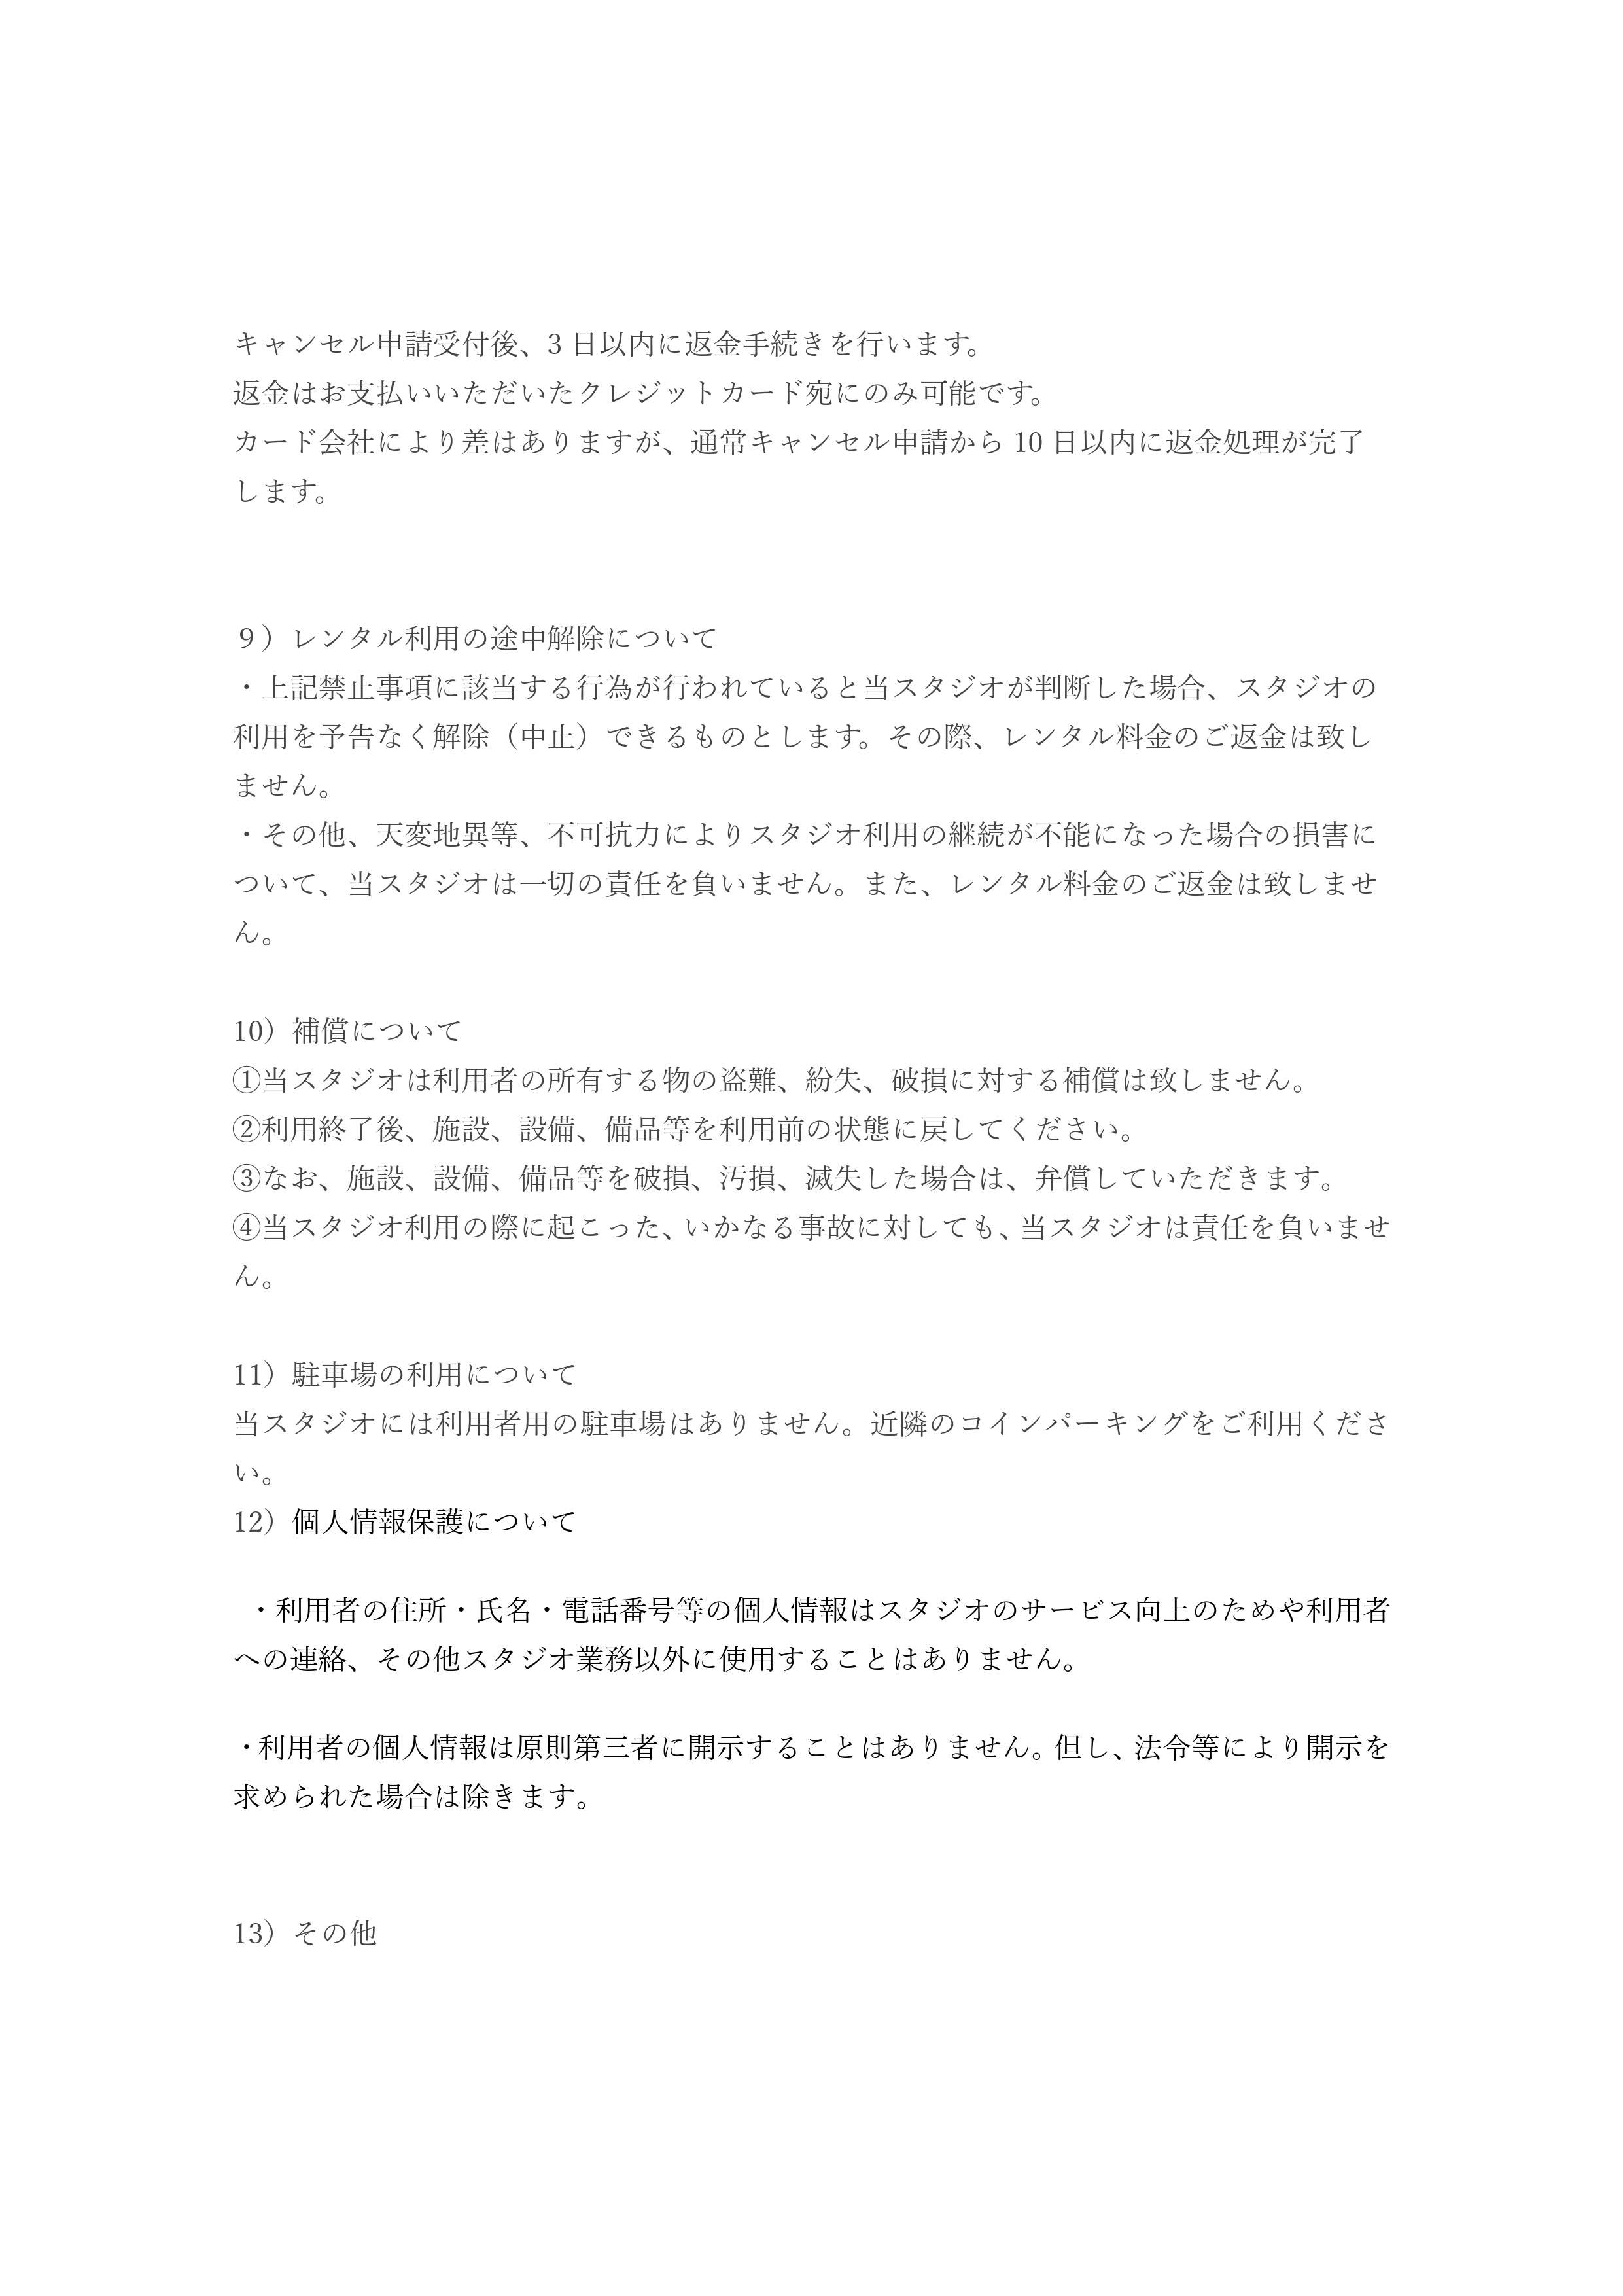 キャンセル申請受付後、3 日以内に返金手続きを行います。
返金はお支払いいただいたクレジットカード宛にのみ可能です。
カード会社により差はありますが、通常キャンセル申請から 10 日以内に返金処理が完了
します。
９）レンタル利用の途中解除について
・上記禁止事項に該当する行為が行われていると当スタジオが判断した場合、スタジオの
利用を予告なく解除（中止）できるものとします。その際、レンタル料金のご返金は致し
ません。
・その他、天変地異等、不可抗力によりスタジオ利用の継続が不能になった場合の損害に
ついて、当スタジオは一切の責任を負いません。また、レンタル料金のご返金は致しませ
ん。
10）補償について
①当スタジオは利用者の所有する物の盗難、紛失、破損に対する補償は致しません。
②利用終了後、施設、設備、備品等を利用前の状態に戻してください。
③なお、施設、設備、備品等を破損、汚損、滅失した場合は、弁償していただきます。
④当スタジオ利用の際に起こった、いかなる事故に対しても、当スタジオは責任を負いませ
ん。
11）駐車場の利用について
当スタジオには利用者用の駐車場はありません。近隣のコインパーキングをご利用くださ
い。
12）個人情報保護について
・利用者の住所・氏名・電話番号等の個人情報はスタジオのサービス向上のためや利用者
への連絡、その他スタジオ業務以外に使用することはありません。
・利用者の個人情報は原則第三者に開示することはありません。但し、法令等により開示を
求められた場合は除きます。
13）その他